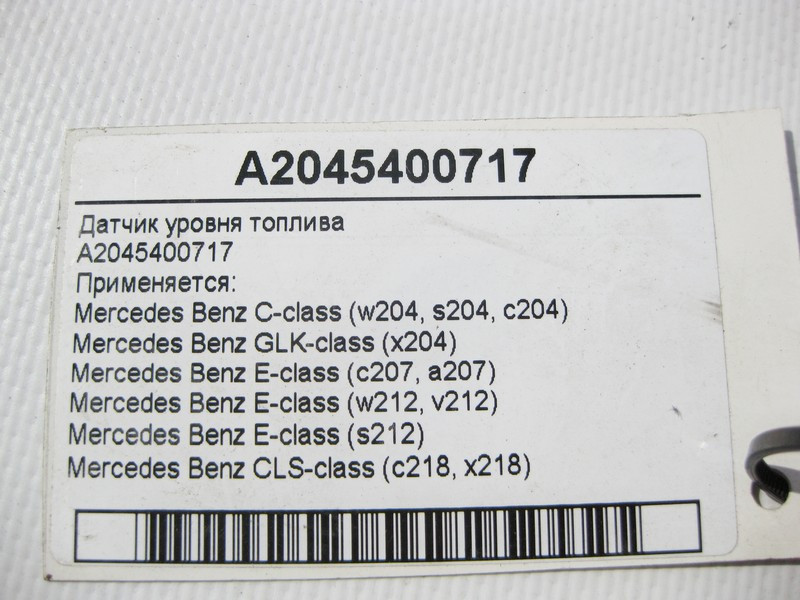 A2045400717
Датчик уровня топлива
A2045400717
Применяется:
Mercedes Benz C-class (w204, s204, c204)
Mercedes Benz GLK-class (x204)
Mercedes Benz E-class (c207, a207)
Mercedes Benz E-class (w212, v212)
Mercedes Benz E-class (s212)
Mercedes Benz CLS-class (c218, x218)